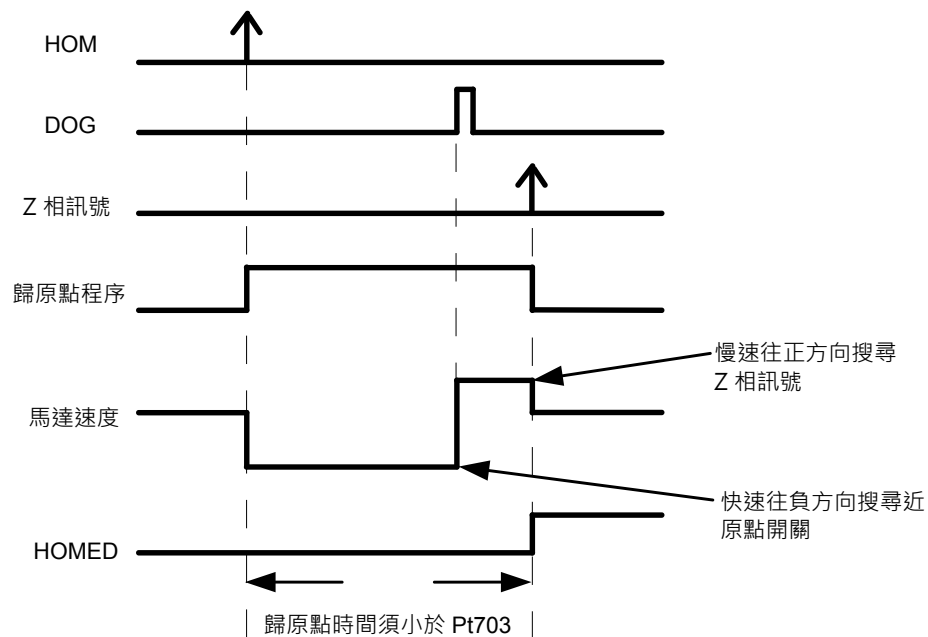 HOM
DOG
Z 相訊號
歸原點程序
慢速往正方向搜尋
Z 相訊號
馬達速度
快速往負方向搜尋近
原點開關
HOMED
歸原點時間須小於 Pt703